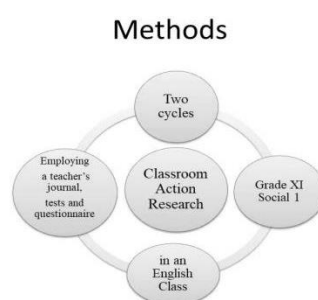 Methods
Two
cycles
Employing
a teacher's
journal,
tests and
questionnaire
Classroom
Action
Research
Grade XI
Social 1
in an
English
Class